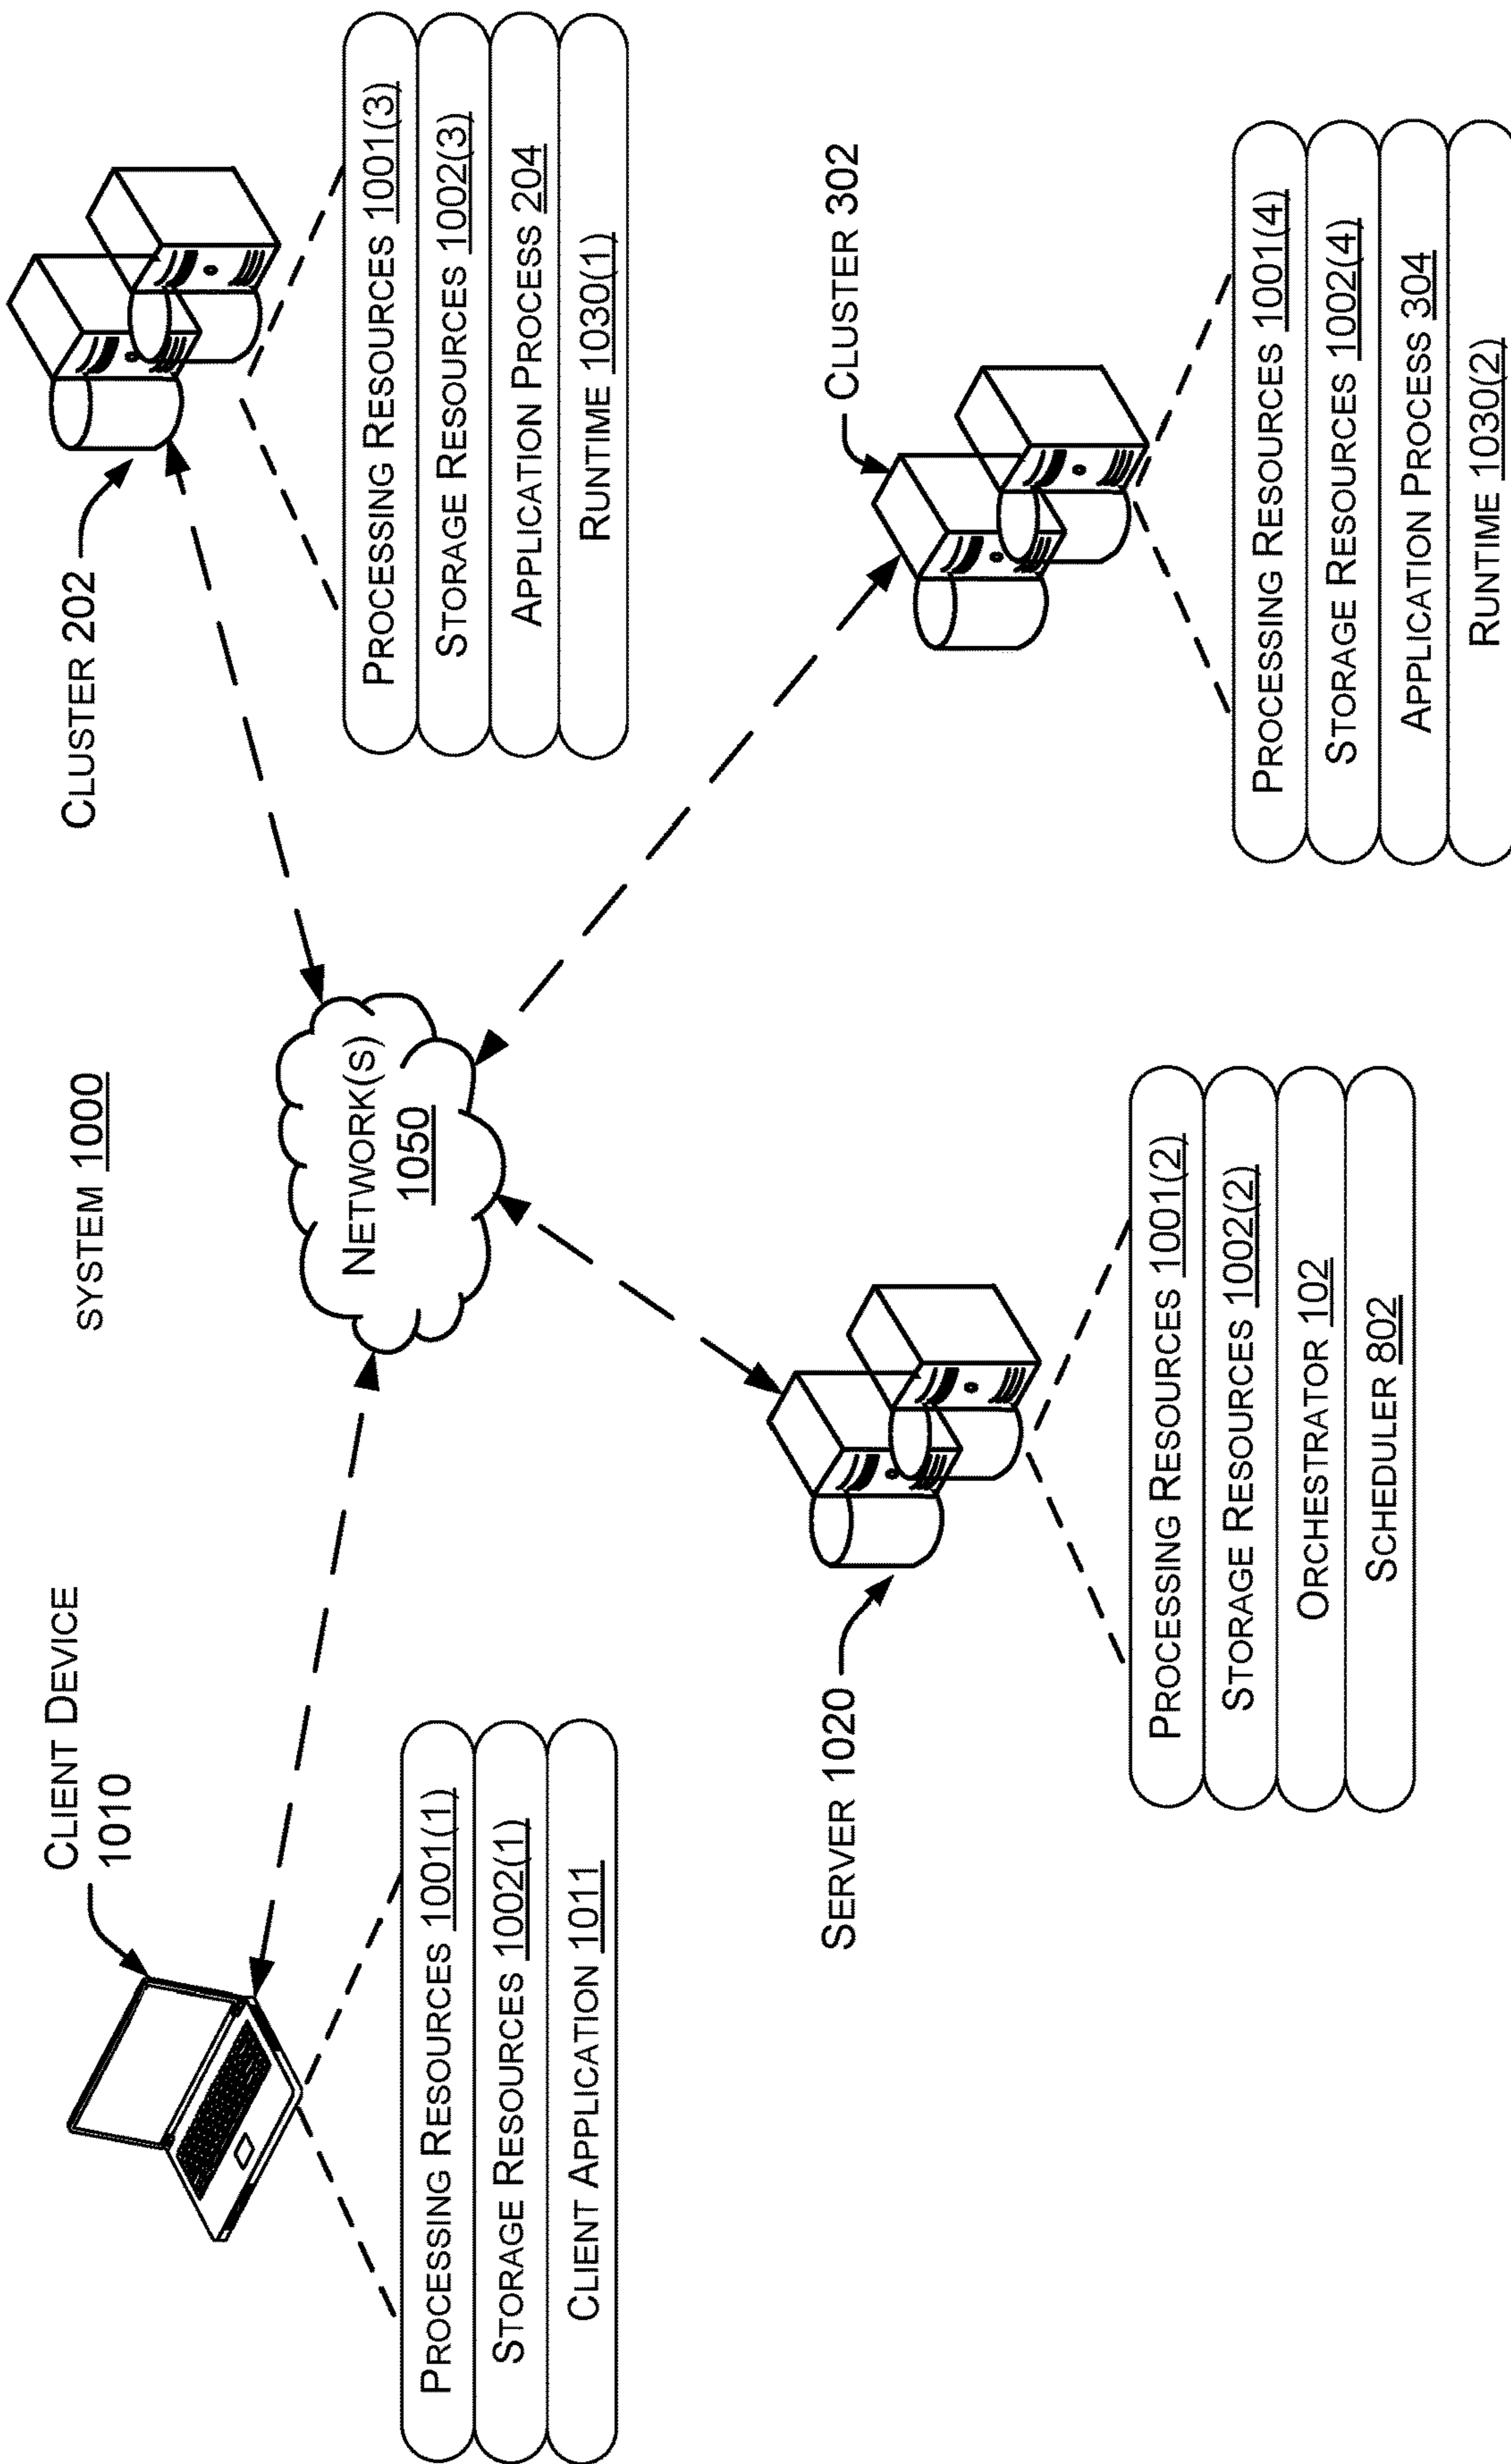 SYSTEM 1000
CLIENT DEVICE
1010
PROCESSING RESOURCES 1001(1)
STORAGE RESOURCES 1002(1)
CLIENT APPLICATION 1011
NETWORK(S)
1050
CLUSTER 202
PROCESSING RESOURCES 1001(3)
STORAGE RESOURCES 1002(3)
APPLICATION PROCESS 204
RUNTIME 1030(1)
SERVER 1020
PROCESSING RESOURCES 1001(2)
STORAGE RESOURCES 1002(2)
ORCHESTRATOR 102
SCHEDULER 802
CLUSTER 302
PROCESSING RESOURCES 1001(4)
STORAGE RESOURCES 1002(4)
APPLICATION PROCESS 304
RUNTIME 1030(2)